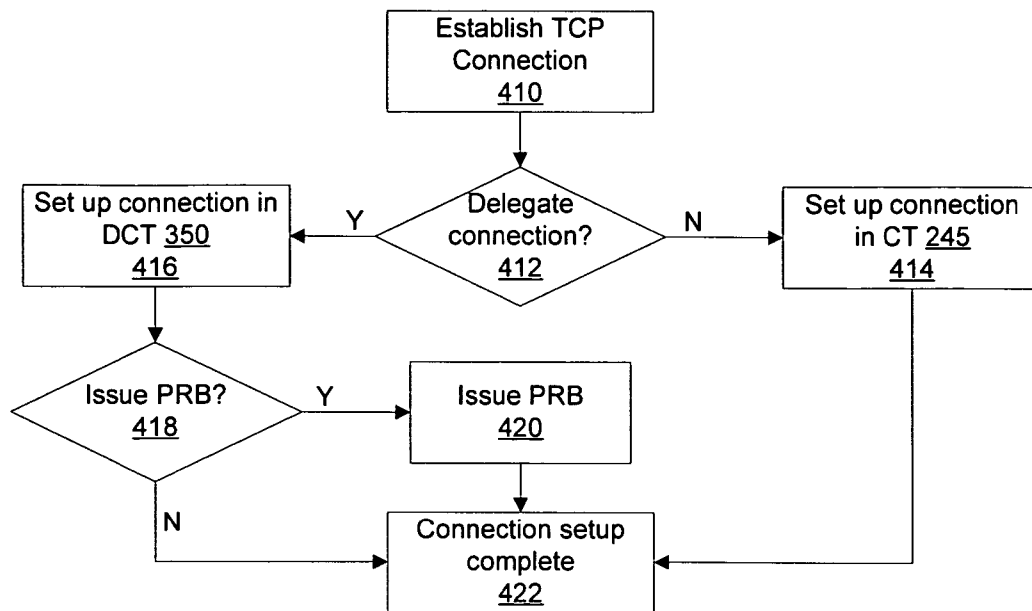 Establish TCP
Connection
410
Delegate
connection?
412
Y
N
Set up connection in
DCT 350
416
Set up connection
in CT 245
414
Issue PRB?
418
Y
N
Issue PRB
420
Connection setup
complete
422